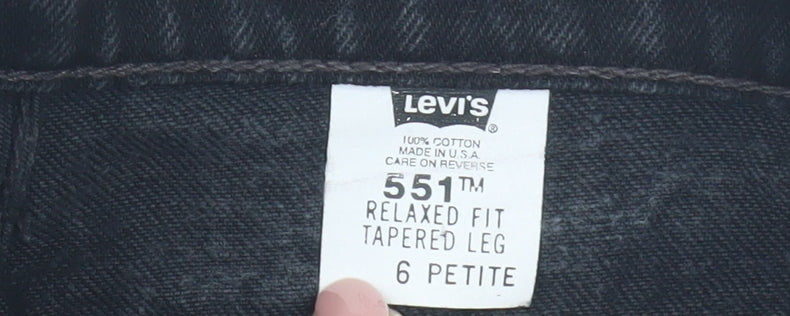 Levi's®
100% COTTON
MADE IN U.S.A.
CARE ON REVERSE
551™
RELAXED FIT
TAPERED LEG
6 PETITE